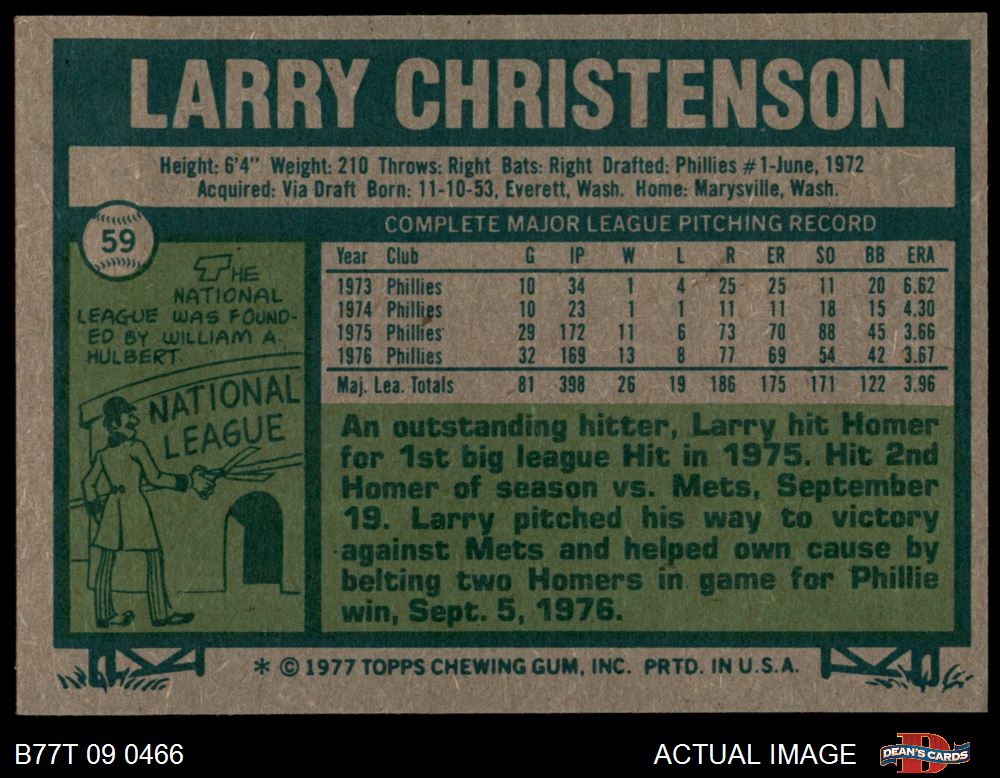 LARRY CHRISTENSON
Height: 6'4" Weight: 210 Throws: Right Bats: Right Drafted: Phillies #1-June, 1972
Acquired: Via Draft Born: 11-10-53, Everett, Wash. Home: Marysville, Wash.
59
COMPLETE MAJOR LEAGUE PITCHING RECORD
Year Club G IP W L R ER SO BB ERA
1973 Phillies 10 34 1 4 25 25 11 20 6.62
1974 Phillies 10 23 1 1 11 11 18 15 4.30
1975 Phillies 29 172 11 6 73 70 88 45 3.66
1976 Phillies 32 169 13 8 77 69 54 42 3.67
Maj. Lea. Totals 81 398 26 19 186 175 171 122 3.96
THE
NATIONAL
LEAGUE WAS FOUND-
ED BY WILLIAM A.
HULBERT.
NATIONAL
LEAGUE
An outstanding hitter, Larry hit Homer
for 1st big league Hit in 1975. Hit 2nd
Homer of season vs. Mets, September
19. Larry pitched his way to victory
against Mets and helped own cause by
belting two Homers in game for Phillie
win, Sept. 5, 1976.
* © 1977 TOPPS CHEWING GUM, INC. PRTD. IN U.S.A.
B77T 09 0466
ACTUAL IMAGE
D
DEAN'S CARDS